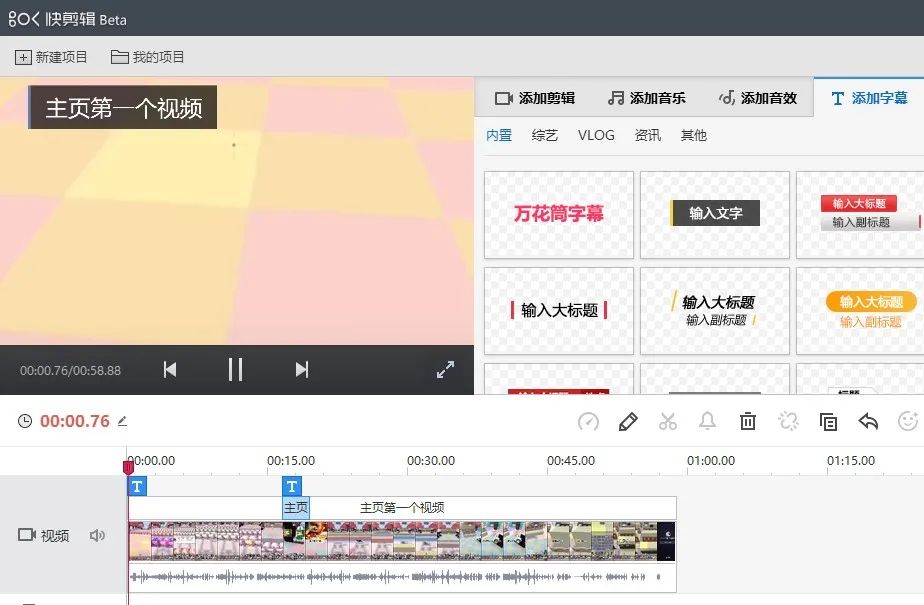 快剪辑 Beta
新建项目 我的项目
主页第一个视频
添加剪辑 添加音乐 添加音效 添加字幕
内置 综艺 VLOG 资讯 其他
万花筒字幕 输入文字 输入大标题
输入副标题
输入大标题 输入大标题 输入大标题
输入副标题 输入副标题
标题
00:00.76/00:58.88
00:00.76
00:00.00 00:15.00 00:30.00 00:45.00 01:00.00 01:15.00
T T
主页 主页第一个视频
视频